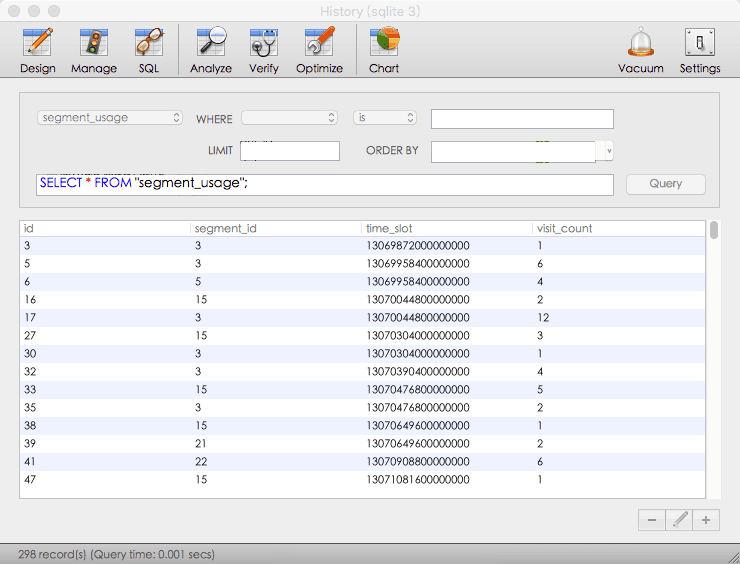 History (sqlite 3)
Design Manage SQL Analyze Verify Optimize Chart Vacuum Settings
segment_usage WHERE is
LIMIT ORDER BY
SELECT * FROM "segment_usage"; Query
id segment_id time_slot visit_count
3 3 13069872000000000 1
5 3 13069958400000000 6
6 5 13069958400000000 4
16 15 13070044800000000 2
17 3 13070044800000000 12
27 15 13070304000000000 3
30 3 13070304000000000 1
32 3 13070390400000000 4
33 15 13070476800000000 5
35 3 13070476800000000 2
38 15 13070649600000000 1
39 21 13070649600000000 2
41 22 13070908800000000 6
47 15 13071081600000000 1
298 record(s) (Query time: 0.001 secs)